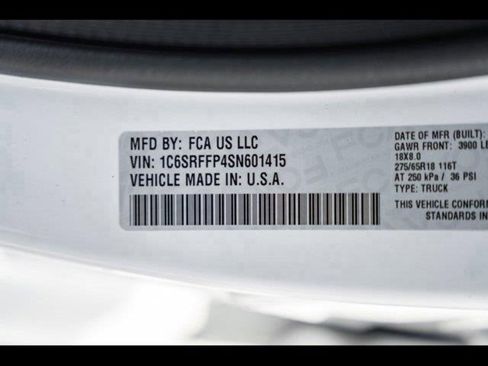 MFD BY: FCA US LLC
VIN: 1C6SRFFP4SN601415
VEHICLE MADE IN: U.S.A.
DATE OF MFR (BUILT):
GAWR FRONT: 3900 LB
18X8.0
275/65R18 116T
AT 250 kPa / 36 PSI
TYPE: TRUCK
THIS VEHICLE CONFOR
STANDARDS IN